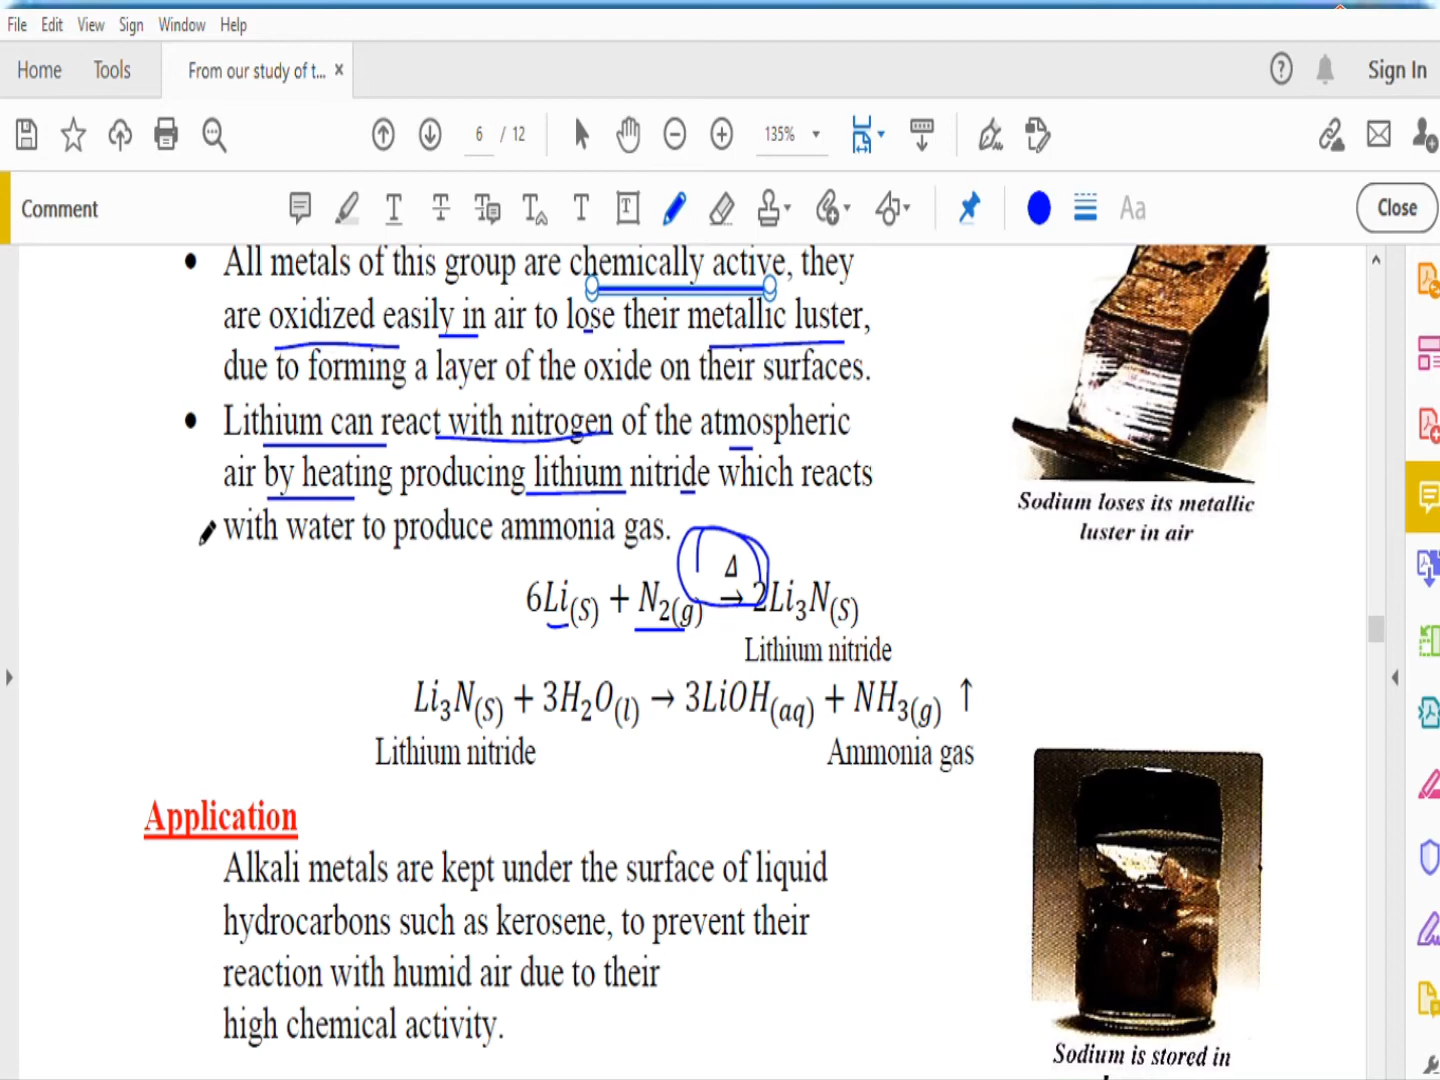 File Edit View Sign Window Help
Home Tools From our study of t... × Sign In
6 / 12 135%
Comment Close
• All metals of this group are chemically active, they
are oxidized easily in air to lose their metallic luster,
due to forming a layer of the oxide on their surfaces.
• Lithium can react with nitrogen of the atmospheric
air by heating producing lithium nitride which reacts
with water to produce ammonia gas.
Sodium loses its metallic
luster in air
Δ
6Li(S) + N2(g) → 2Li3N(S)
Lithium nitride
Li3N(S) + 3H2O(l) → 3LiOH(aq) + NH3(g) ↑
Lithium nitride Ammonia gas
Application
Alkali metals are kept under the surface of liquid
hydrocarbons such as kerosene, to prevent their
reaction with humid air due to their
high chemical activity.
Sodium is stored in